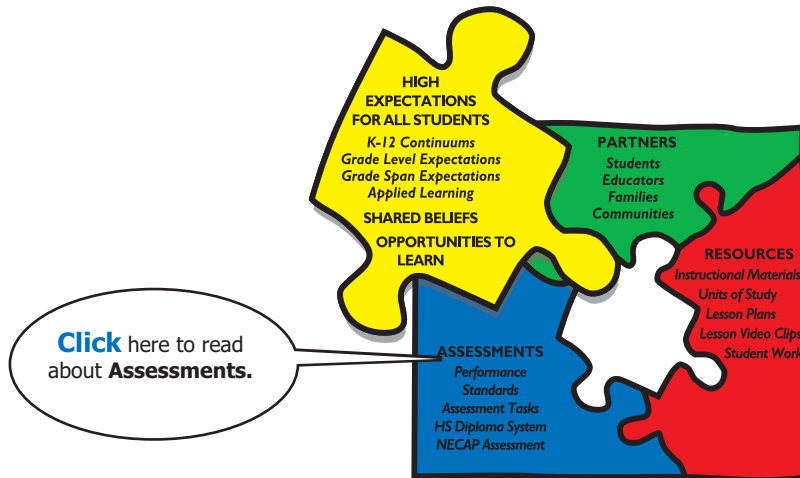 HIGH
EXPECTATIONS
FOR ALL STUDENTS
K-12 Continuums
Grade Level Expectations
Grade Span Expectations
Applied Learning
SHARED BELIEFS
OPPORTUNITIES TO
LEARN
PARTNERS
Students
Educators
Families
Communities
RESOURCES
Instructional Materials
Units of Study
Lesson Plans
Lesson Video Clips
Student Work
ASSESSMENTS
Performance
Standards
Assessment Tasks
HS Diploma System
NECAP Assessment
Click here to read
about Assessments.